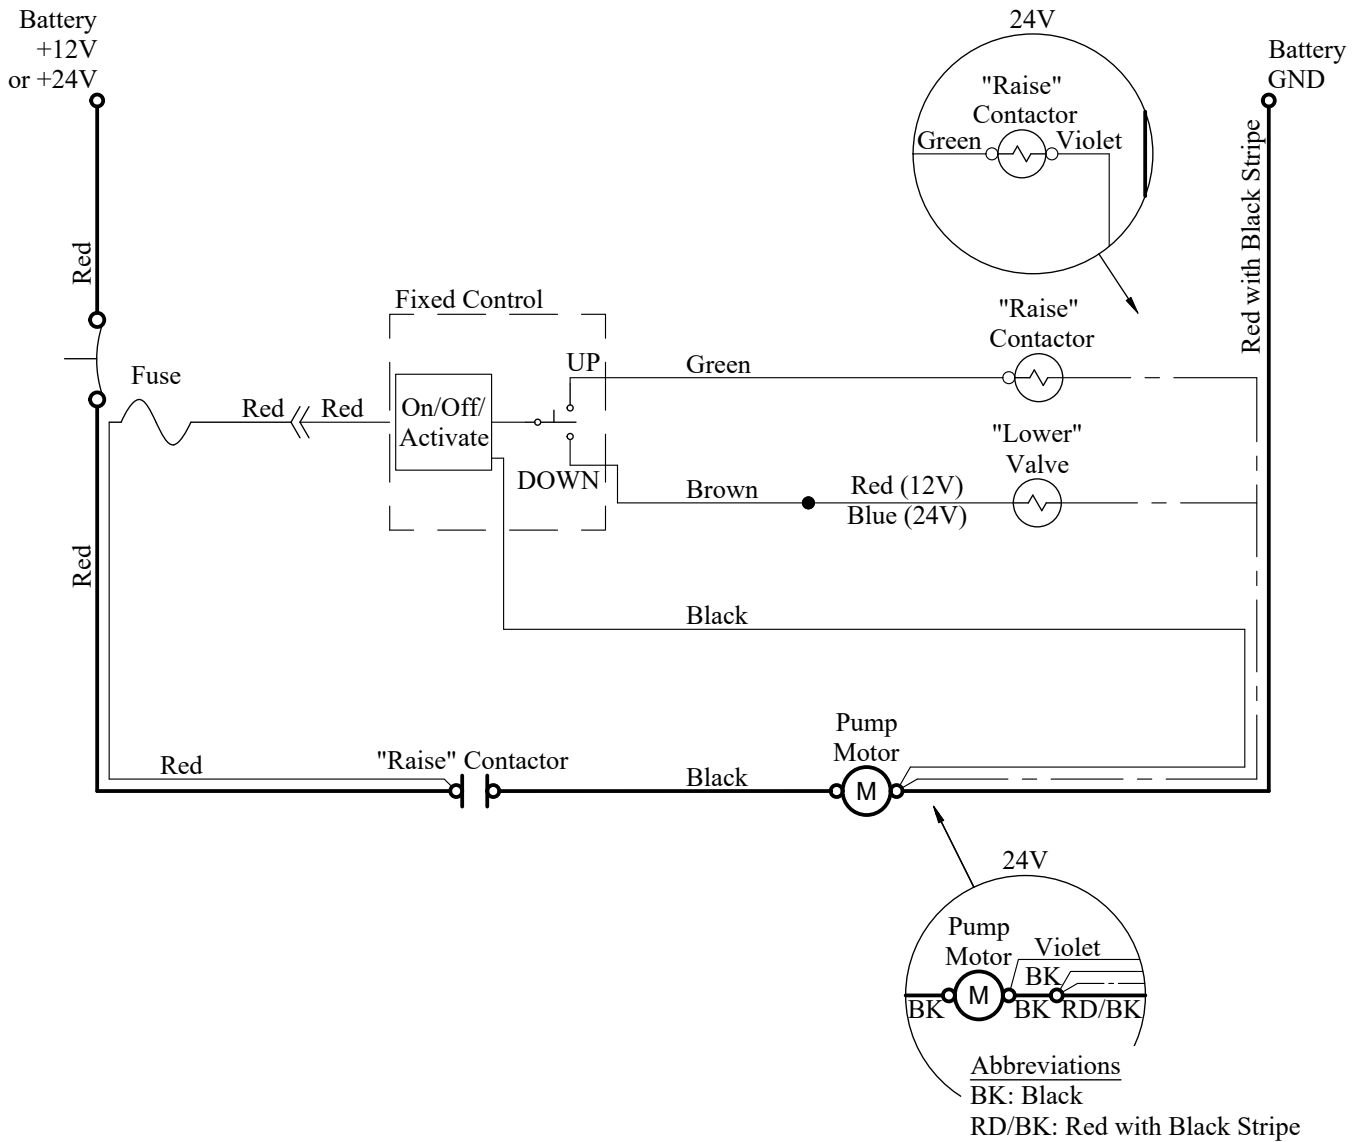 Battery
+12V
or +24V
24V
Battery
GND
"Raise"
Contactor
Green
Violet
Red with Black Stripe
Red
Fixed Control
"Raise"
Contactor
UP
Green
Fuse
Red
Red
On/Off/
Activate
"Lower"
Valve
DOWN
Brown
Red (12V)
Blue (24V)
Red
Black
Pump
Motor
Red
"Raise" Contactor
Black
M
24V
Pump
Motor
Violet
BK
M
BK
BK
RD/BK
Abbreviations
BK: Black
RD/BK: Red with Black Stripe